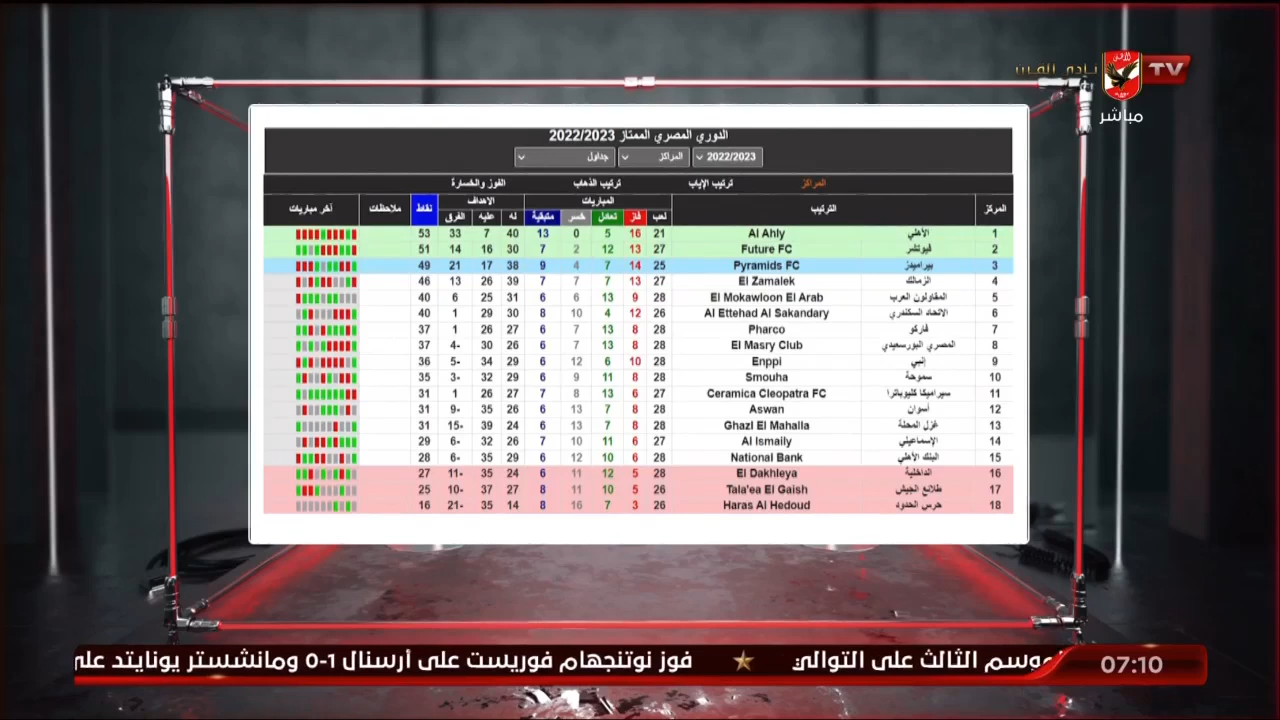 نادي القرن
TV
مباشر
الدوري المصري الممتاز 2022/2023
2022/2023 المراكز جداول
المراكز ترتيب الإياب ترتيب الذهاب الفوز والخسارة
المركز الترتيب المباريات الاهداف نقاط ملاحظات آخر مباريات
لعب فاز تعادل خسر متبقية له عليه الفرق
1 الأهلي Al Ahly 21 16 5 0 13 40 7 33 53
2 فيوتشر Future FC 27 13 12 2 7 30 16 14 51
3 بيراميدز Pyramids FC 25 14 7 4 9 38 17 21 49
4 الزمالك El Zamalek 27 13 7 7 7 39 26 13 46
5 المقاولون العرب El Mokawloon El Arab 28 9 13 6 6 31 25 6 40
6 الاتحاد السكندري Al Ettehad Al Sakandary 26 12 4 10 8 30 29 1 40
7 فاركو Pharco 28 8 13 7 6 27 26 1 37
8 المصري البورسعيدي El Masry Club 28 8 13 7 6 26 30 -4 37
9 إنبي Enppi 28 10 6 12 6 29 34 -5 36
10 سموحة Smouha 28 8 11 9 6 29 32 -3 35
11 سيراميكا كليوباترا Ceramica Cleopatra FC 27 6 13 8 7 27 26 1 31
12 أسوان Aswan 28 8 7 13 6 26 35 -9 31
13 غزل المحلة Ghazl El Mahalla 28 8 7 13 6 24 39 -15 31
14 الإسماعيلي Al Ismaily 27 6 11 10 7 26 32 -6 29
15 البنك الأهلي National Bank 28 6 10 12 6 29 35 -6 28
16 الداخلية El Dakhleya 28 5 12 11 6 24 35 -11 27
17 طلائع الجيش Tala'ea El Gaish 26 5 10 11 8 27 37 -10 25
18 حرس الحدود Haras Al Hedoud 26 3 7 16 8 14 35 -21 16
07:10 موسم الثالث على التوالي فوز نوتنجهام فوريست على أرسنال 1-0 ومانشستر يونايتد على